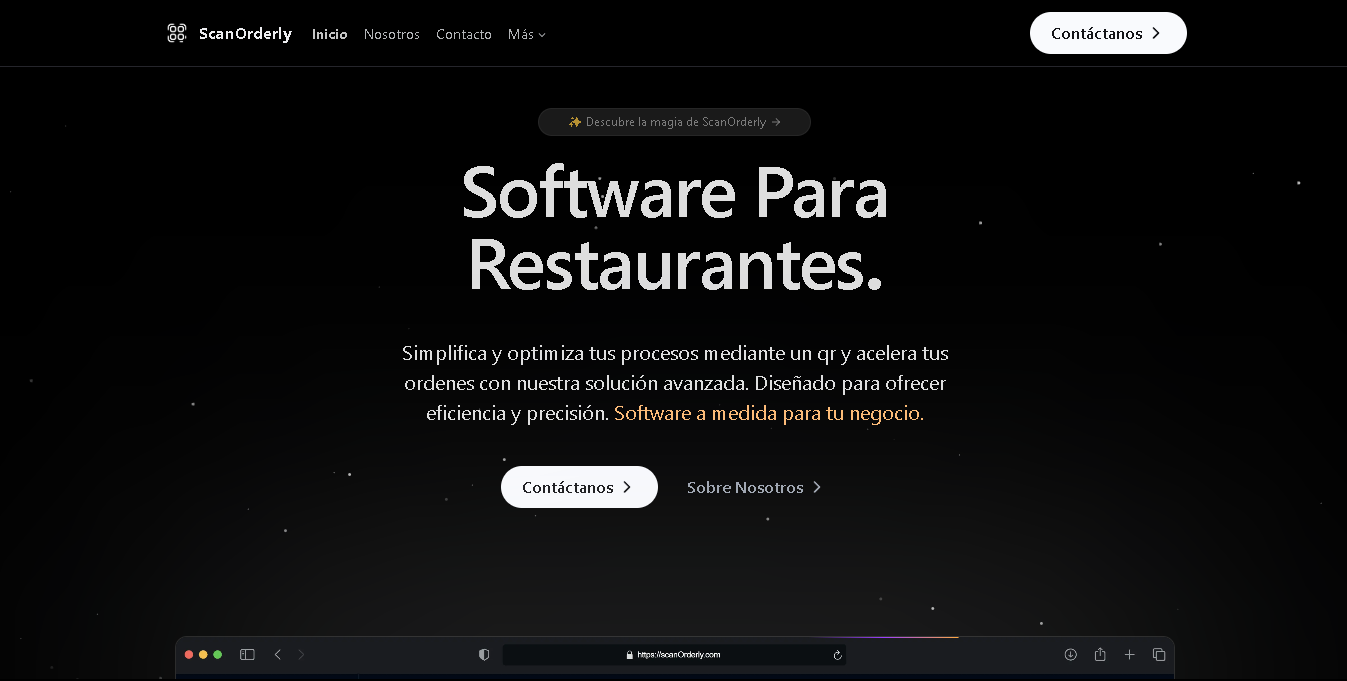 ScanOrderly Inicio Nosotros Contacto Más Contáctanos
✨ Descubre la magia de ScanOrderly →
Software Para
Restaurantes.
Simplifica y optimiza tus procesos mediante un qr y acelera tus
ordenes con nuestra solución avanzada. Diseñado para ofrecer
eficiencia y precisión. Software a medida para tu negocio.
Contáctanos Sobre Nosotros
https://scanOrderly.com